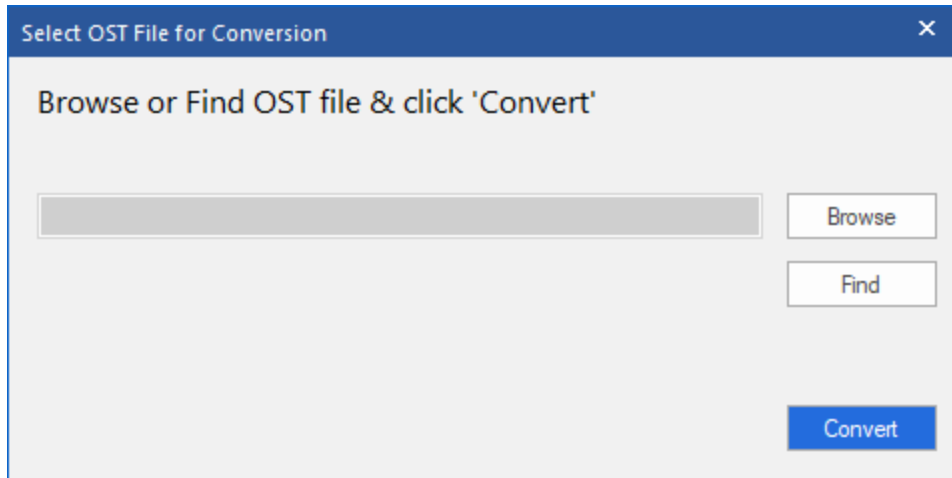 Select OST File for Conversion
Browse or Find OST file & click 'Convert'
Browse
Find
Convert